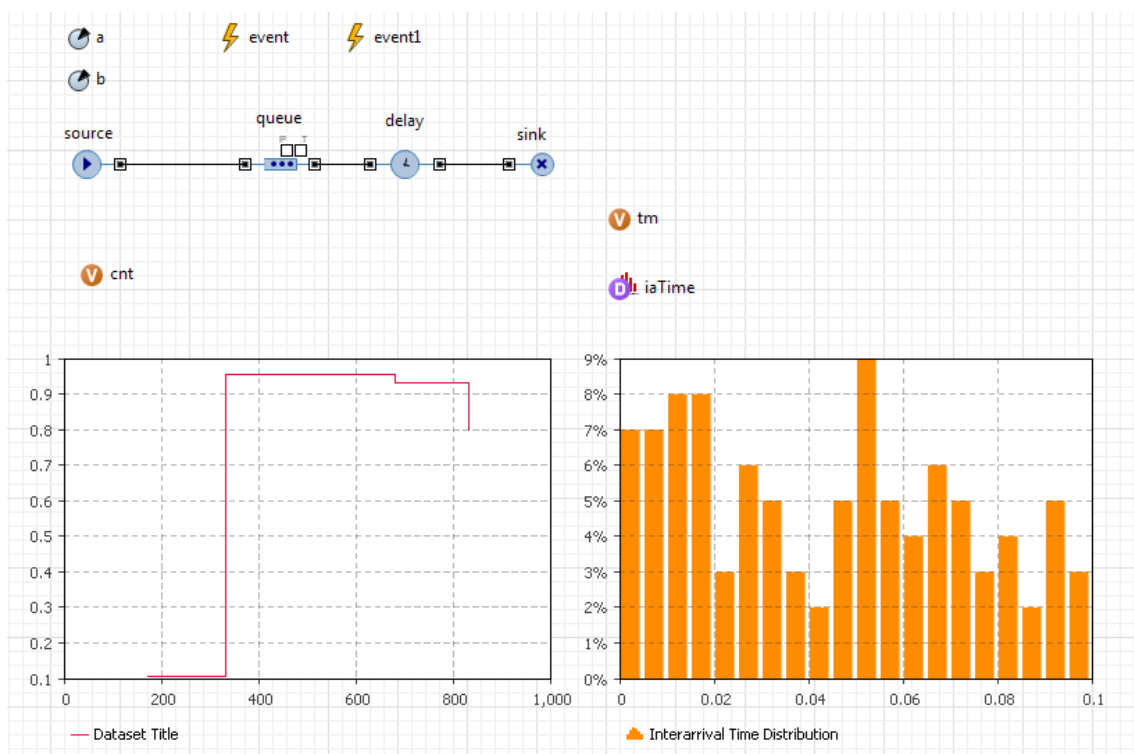 a event event1
b
source queue delay sink
P T
V tm
V cnt
D iaTime
1
0.9
0.8
0.7
0.6
0.5
0.4
0.3
0.2
0.1
0 200 400 600 800 1,000
Dataset Title
9%
8%
7%
6%
5%
4%
3%
2%
1%
0%
0 0.02 0.04 0.06 0.08 0.1
Interarrival Time Distribution